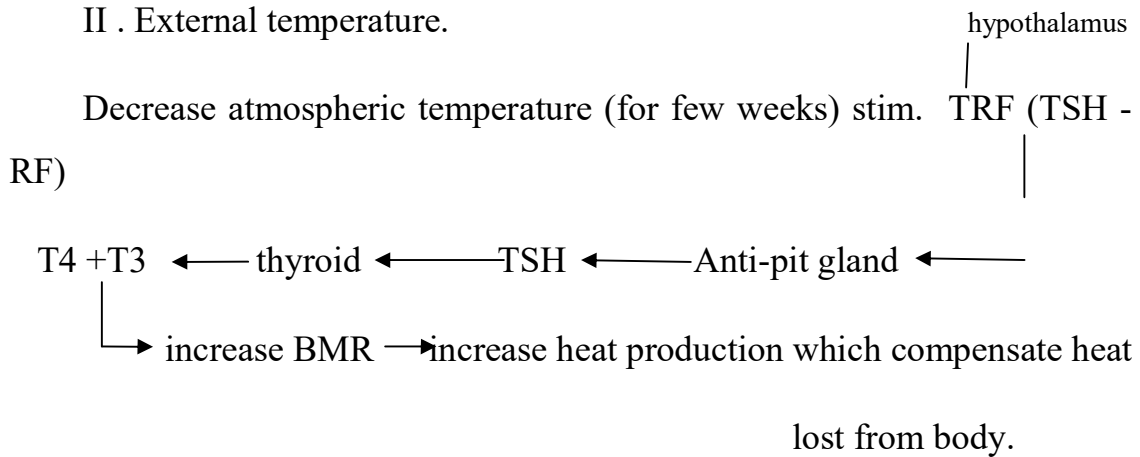 II . External temperature.
hypothalamus
Decrease atmospheric temperature (for few weeks) stim. TRF (TSH -
RF)
T4 +T3 thyroid TSH Anti-pit gland
increase BMR increase heat production which compensate heat
lost from body.